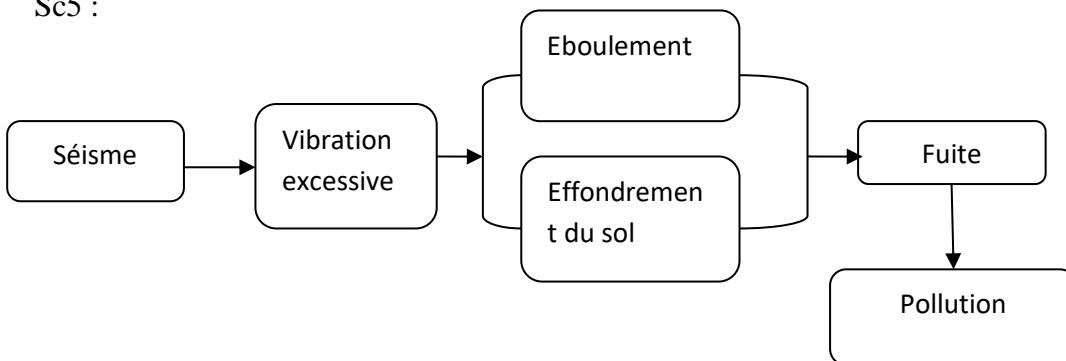 Sc5 :
Eboulement
Séisme
Vibration
excessive
Effondremen
t du sol
Fuite
Pollution